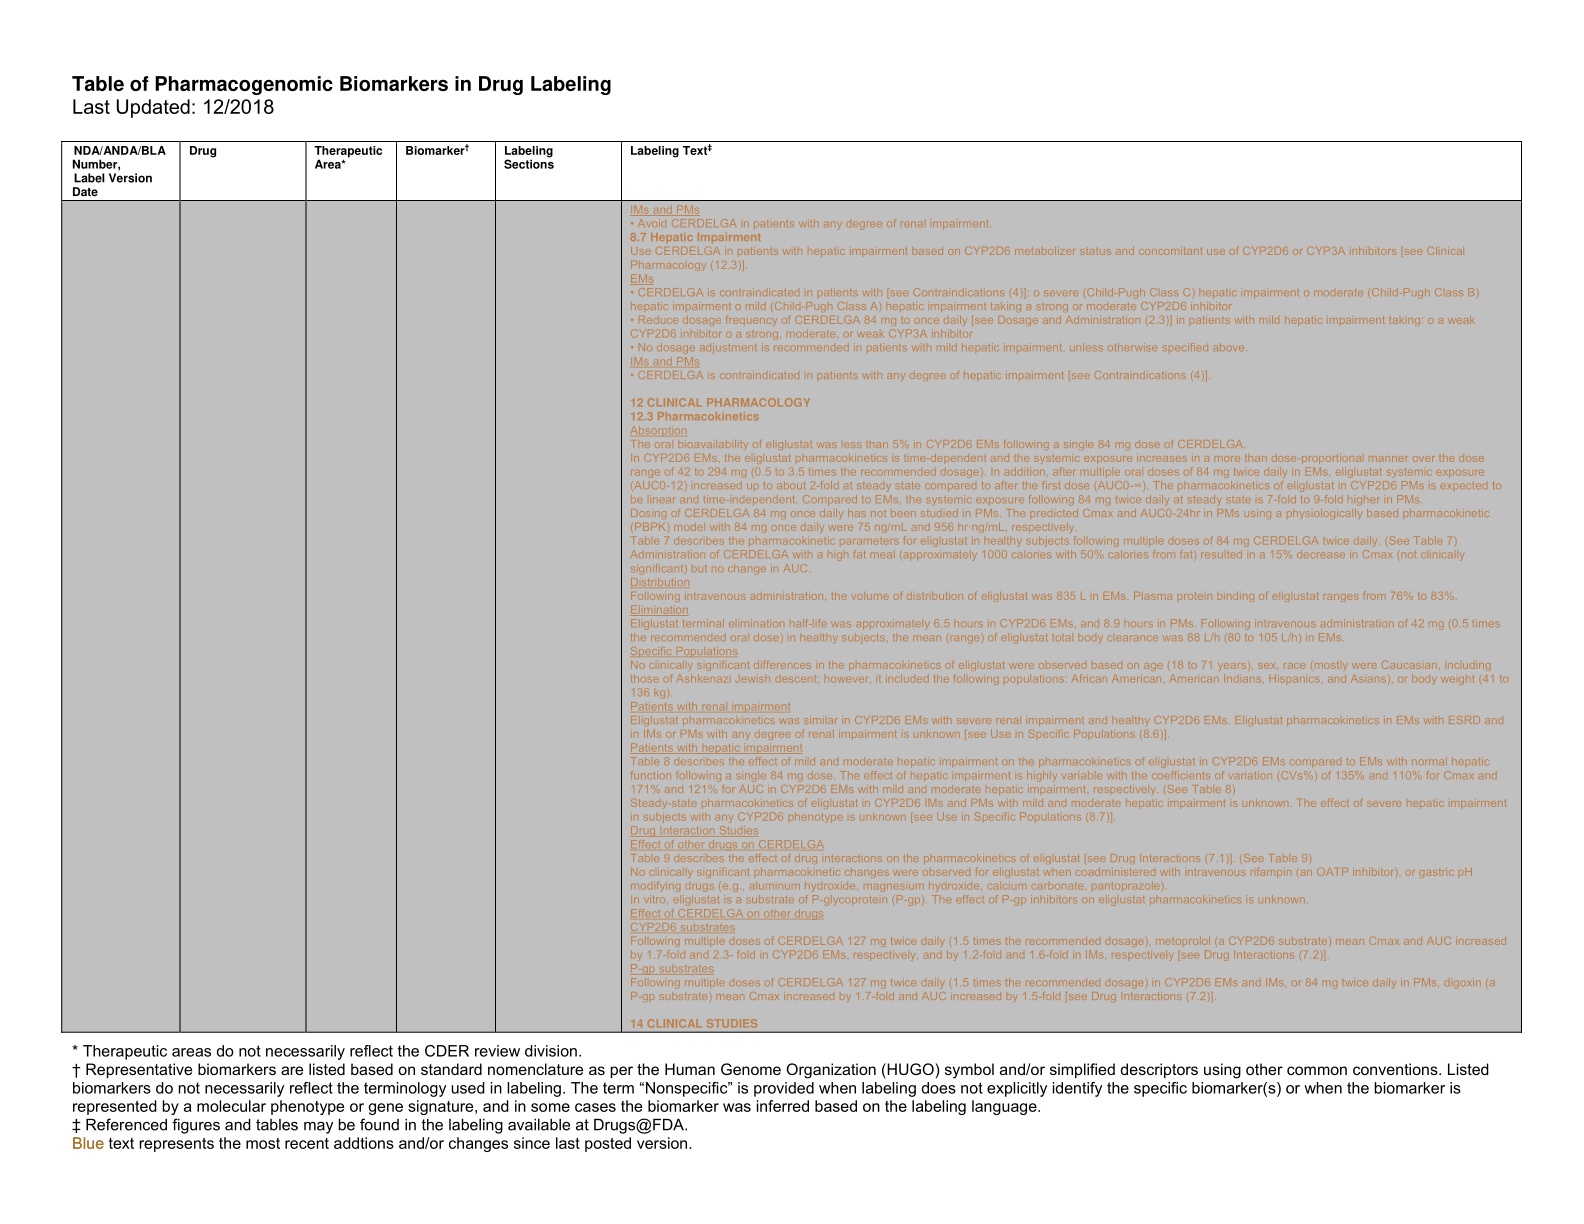 Table of Pharmacogenomic Biomarkers in Drug Labeling
Last Updated: 12/2018
NDA/ANDA/BLA
Number,
Label Version
Date
Drug
Therapeutic
Area*
Biomarker†
Labeling
Sections
Labeling Text‡
IMs and PMs
• Avoid CERDELGA in patients with any degree of renal impairment.
8.7 Hepatic Impairment
Use CERDELGA in patients with hepatic impairment based on CYP2D6 metabolizer status and concomitant use of CYP2D6 or CYP3A inhibitors [see Clinical
Pharmacology (12.3)].
EMs
• CERDELGA is contraindicated in patients with [see Contraindications (4)]: o severe (Child-Pugh Class C) hepatic impairment o moderate (Child-Pugh Class B)
hepatic impairment o mild (Child-Pugh Class A) hepatic impairment taking a strong or moderate CYP2D6 inhibitor
• Reduce dosage frequency of CERDELGA 84 mg to once daily [see Dosage and Administration (2.3)] in patients with mild hepatic impairment taking: o a weak
CYP2D6 inhibitor o a strong, moderate, or weak CYP3A inhibitor
• No dosage adjustment is recommended in patients with mild hepatic impairment, unless otherwise specified above.
IMs and PMs
• CERDELGA is contraindicated in patients with any degree of hepatic impairment [see Contraindications (4)].
12 CLINICAL PHARMACOLOGY
12.3 Pharmacokinetics
Absorption
The oral bioavailability of eliglustat was less than 5% in CYP2D6 EMs following a single 84 mg dose of CERDELGA.
In CYP2D6 EMs, the eliglustat pharmacokinetics is time-dependent and the systemic exposure increases in a more than dose-proportional manner over the dose
range of 42 to 294 mg (0.5 to 3.5 times the recommended dosage). In addition, after multiple oral doses of 84 mg twice daily in EMs, eliglustat systemic exposure
(AUC0-12) increased up to about 2-fold at steady state compared to after the first dose (AUC0-∞). The pharmacokinetics of eliglustat in CYP2D6 PMs is expected to
be linear and time-independent. Compared to EMs, the systemic exposure following 84 mg twice daily at steady state is 7-fold to 9-fold higher in PMs.
Dosing of CERDELGA 84 mg once daily has not been studied in PMs. The predicted Cmax and AUC0-24hr in PMs using a physiologically based pharmacokinetic
(PBPK) model with 84 mg once daily were 75 ng/mL and 956 hr·ng/mL, respectively.
Table 7 describes the pharmacokinetic parameters for eliglustat in healthy subjects following multiple doses of 84 mg CERDELGA twice daily. (See Table 7)
Administration of CERDELGA with a high fat meal (approximately 1000 calories with 50% calories from fat) resulted in a 15% decrease in Cmax (not clinically
significant) but no change in AUC.
Distribution
Following intravenous administration, the volume of distribution of eliglustat was 835 L in EMs. Plasma protein binding of eliglustat ranges from 76% to 83%.
Elimination
Eliglustat terminal elimination half-life was approximately 6.5 hours in CYP2D6 EMs, and 8.9 hours in PMs. Following intravenous administration of 42 mg (0.5 times
the recommended oral dose) in healthy subjects, the mean (range) of eliglustat total body clearance was 88 L/h (80 to 105 L/h) in EMs.
Specific Populations
No clinically significant differences in the pharmacokinetics of eliglustat were observed based on age (18 to 71 years), sex, race (mostly were Caucasian, including
those of Ashkenazi Jewish descent; however, it included the following populations: African American, American Indians, Hispanics, and Asians), or body weight (41 to
136 kg).
Patients with renal impairment
Eliglustat pharmacokinetics was similar in CYP2D6 EMs with severe renal impairment and healthy CYP2D6 EMs. Eliglustat pharmacokinetics in EMs with ESRD and
in IMs or PMs with any degree of renal impairment is unknown [see Use in Specific Populations (8.6)].
Patients with hepatic impairment
Table 8 describes the effect of mild and moderate hepatic impairment on the pharmacokinetics of eliglustat in CYP2D6 EMs compared to EMs with normal hepatic
function following a single 84 mg dose. The effect of hepatic impairment is highly variable with the coefficients of variation (CVs%) of 135% and 110% for Cmax and
171% and 121% for AUC in CYP2D6 EMs with mild and moderate hepatic impairment, respectively. (See Table 8)
Steady-state pharmacokinetics of eliglustat in CYP2D6 IMs and PMs with mild and moderate hepatic impairment is unknown. The effect of severe hepatic impairment
in subjects with any CYP2D6 phenotype is unknown [see Use in Specific Populations (8.7)].
Drug Interaction Studies
Effect of other drugs on CERDELGA
Table 9 describes the effect of drug interactions on the pharmacokinetics of eliglustat [see Drug Interactions (7.1)]. (See Table 9)
No clinically significant pharmacokinetic changes were observed for eliglustat when coadministered with intravenous rifampin (an OATP inhibitor), or gastric pH
modifying drugs (e.g., aluminum hydroxide, magnesium hydroxide, calcium carbonate, pantoprazole).
In vitro, eliglustat is a substrate of P-glycoprotein (P-gp). The effect of P-gp inhibitors on eliglustat pharmacokinetics is unknown.
Effect of CERDELGA on other drugs
CYP2D6 substrates
Following multiple doses of CERDELGA 127 mg twice daily (1.5 times the recommended dosage), metoprolol (a CYP2D6 substrate) mean Cmax and AUC increased
by 1.7-fold and 2.3- fold in CYP2D6 EMs, respectively, and by 1.2-fold and 1.6-fold in IMs, respectively [see Drug Interactions (7.2)].
P-gp substrates
Following multiple doses of CERDELGA 127 mg twice daily (1.5 times the recommended dosage) in CYP2D6 EMs and IMs, or 84 mg twice daily in PMs, digoxin (a
P-gp substrate) mean Cmax increased by 1.7-fold and AUC increased by 1.5-fold [see Drug Interactions (7.2)].
14 CLINICAL STUDIES
* Therapeutic areas do not necessarily reflect the CDER review division.
† Representative biomarkers are listed based on standard nomenclature as per the Human Genome Organization (HUGO) symbol and/or simplified descriptors using other common conventions. Listed
biomarkers do not necessarily reflect the terminology used in labeling. The term “Nonspecific” is provided when labeling does not explicitly identify the specific biomarker(s) or when the biomarker is
represented by a molecular phenotype or gene signature, and in some cases the biomarker was inferred based on the labeling language.
‡ Referenced figures and tables may be found in the labeling available at Drugs@FDA.
Blue text represents the most recent addtions and/or changes since last posted version.